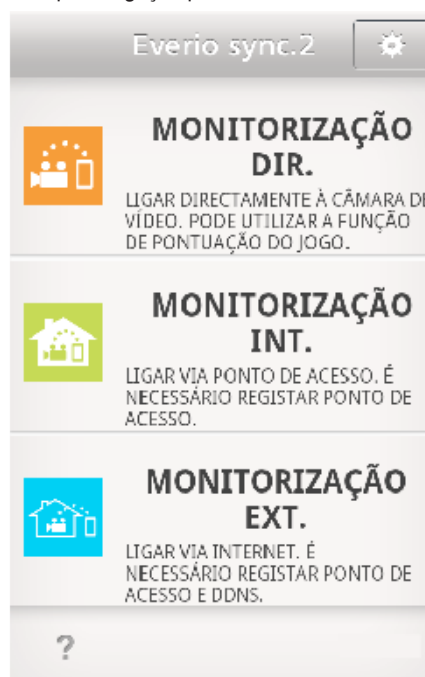 Everio sync.2
MONITORIZAÇÃO
DIR.
LIGAR DIRECTAMENTE À CÂMARA DE
VÍDEO. PODE UTILIZAR A FUNÇÃO
DE PONTUAÇÃO DO JOGO.
MONITORIZAÇÃO
INT.
LIGAR VIA PONTO DE ACESSO. É
NECESSÁRIO REGISTAR PONTO DE
ACESSO.
MONITORIZAÇÃO
EXT.
LIGAR VIA INTERNET. É
NECESSÁRIO REGISTAR PONTO DE
ACESSO E DDNS.
?